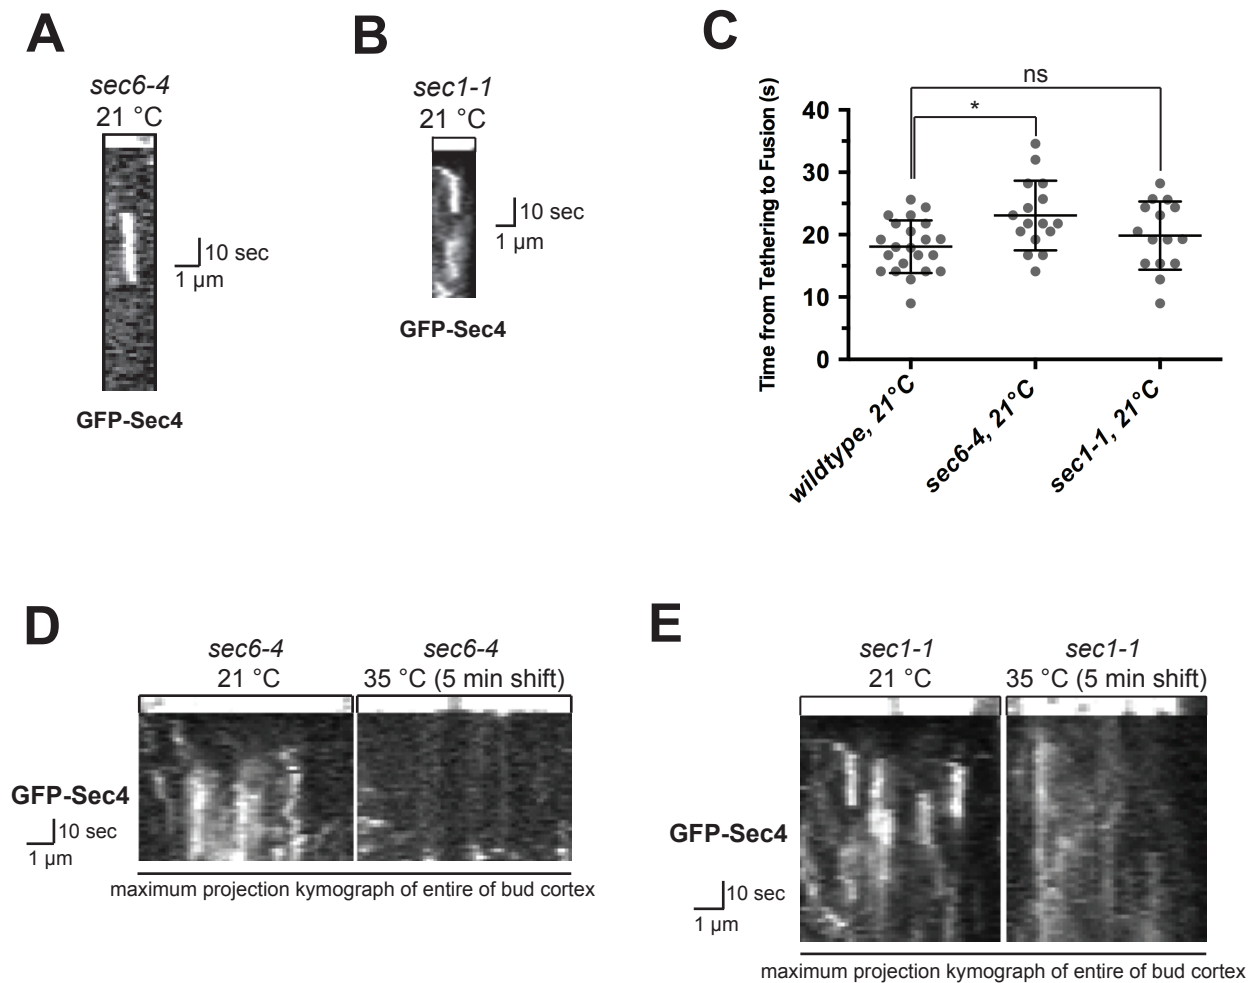 A
sec6-4
21 °C
10 sec
1 µm
GFP-Sec4
B
sec1-1
21 °C
10 sec
1 µm
GFP-Sec4
C
ns
*
Time from Tethering to Fusion (s)
40
30
20
10
0
wildtype, 21°C
sec6-4, 21°C
sec1-1, 21°C
D
sec6-4
21 °C
sec6-4
35 °C (5 min shift)
GFP-Sec4
10 sec
1 µm
maximum projection kymograph of entire of bud cortex
E
sec1-1
21 °C
sec1-1
35 °C (5 min shift)
GFP-Sec4
10 sec
1 µm
maximum projection kymograph of entire of bud cortex